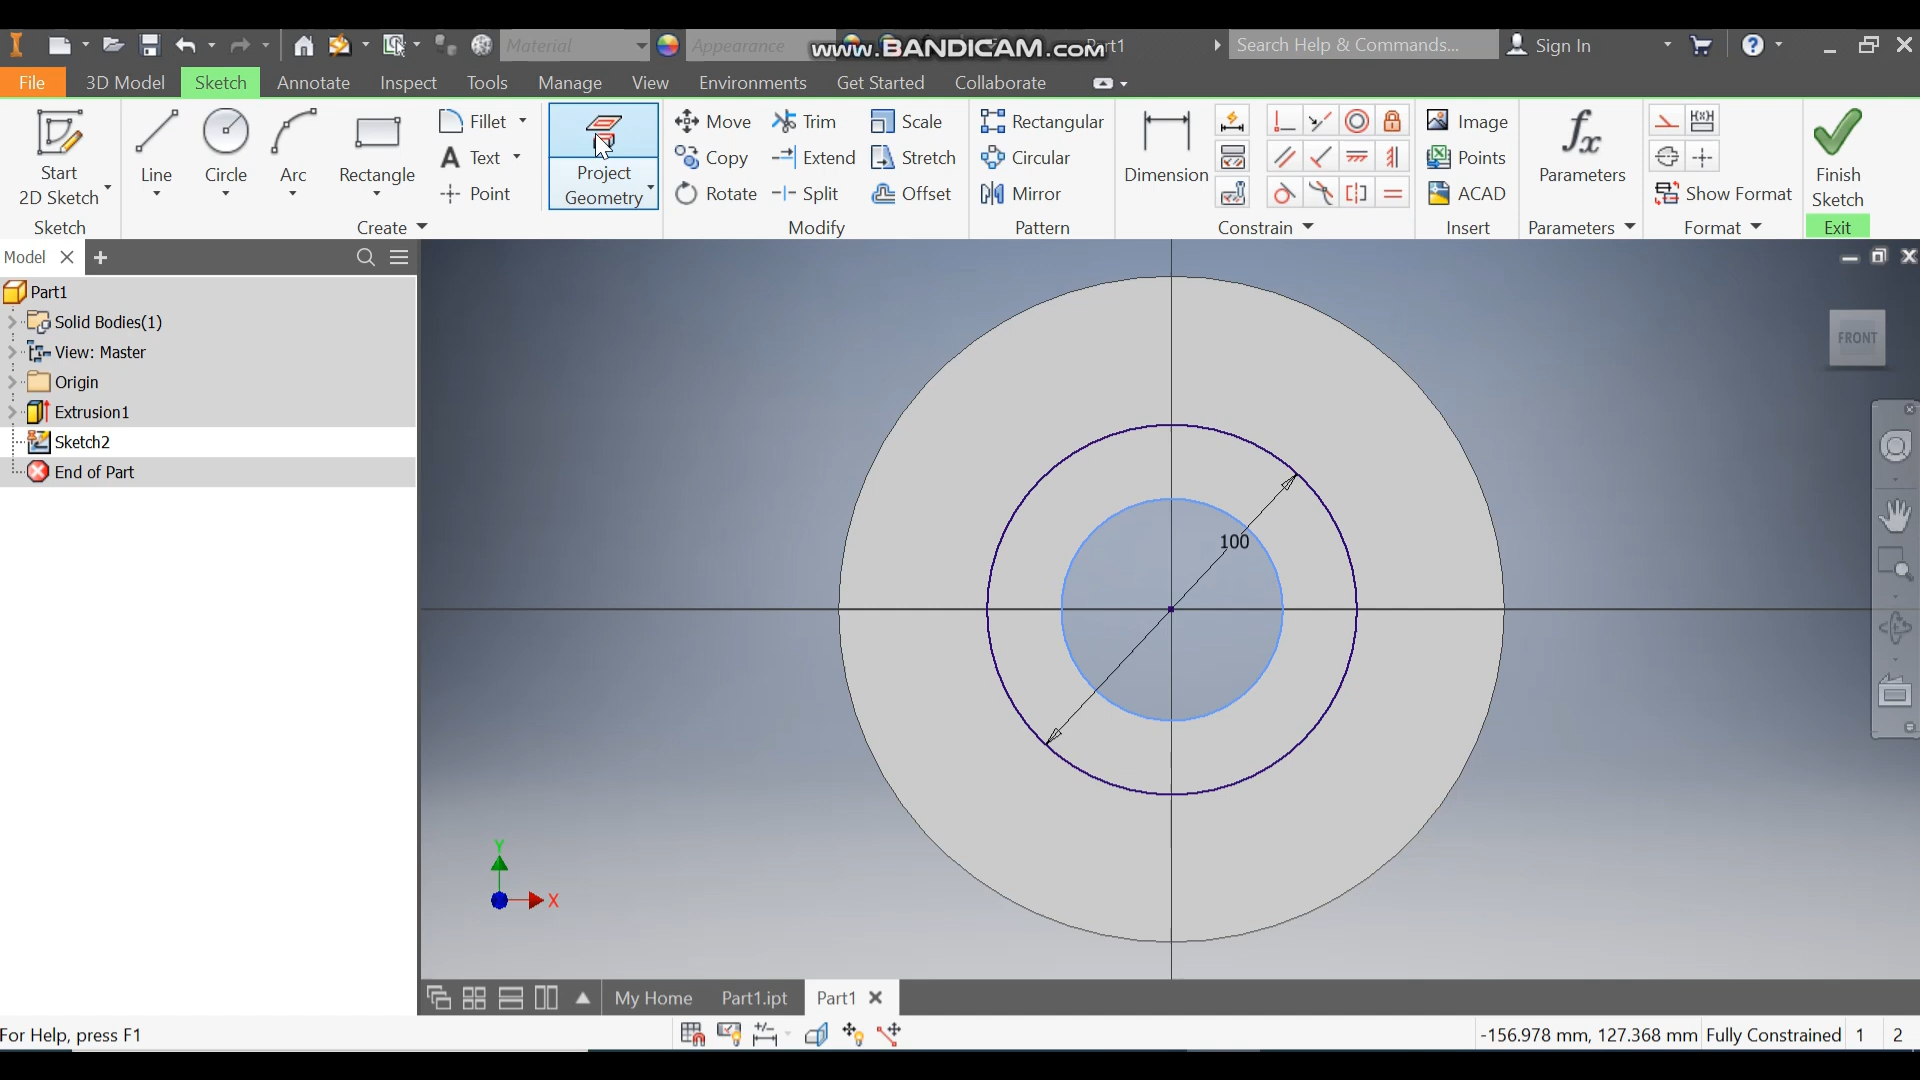 Material
Appearance
www.BANDICAM.com
Part1
Search Help & Commands...
Sign In
File
3D Model
Sketch
Annotate
Inspect
Tools
Manage
View
Environments
Get Started
Collaborate
Start
2D Sketch
Line
Circle
Arc
Rectangle
Fillet
Text
Point
Project
Geometry
Move
Copy
Rotate
Trim
Extend
Split
Scale
Stretch
Offset
Rectangular
Circular
Mirror
Dimension
Image
Points
ACAD
fx
Parameters
Show Format
Finish
Sketch
Sketch
Create
Modify
Pattern
Constrain
Insert
Parameters
Format
Exit
Model
Part1
Solid Bodies(1)
View: Master
Origin
Extrusion1
Sketch2
End of Part
FRONT
100
Y
X
My Home
Part1.ipt
Part1
For Help, press F1
-156.978 mm, 127.368 mm
Fully Constrained
1
2